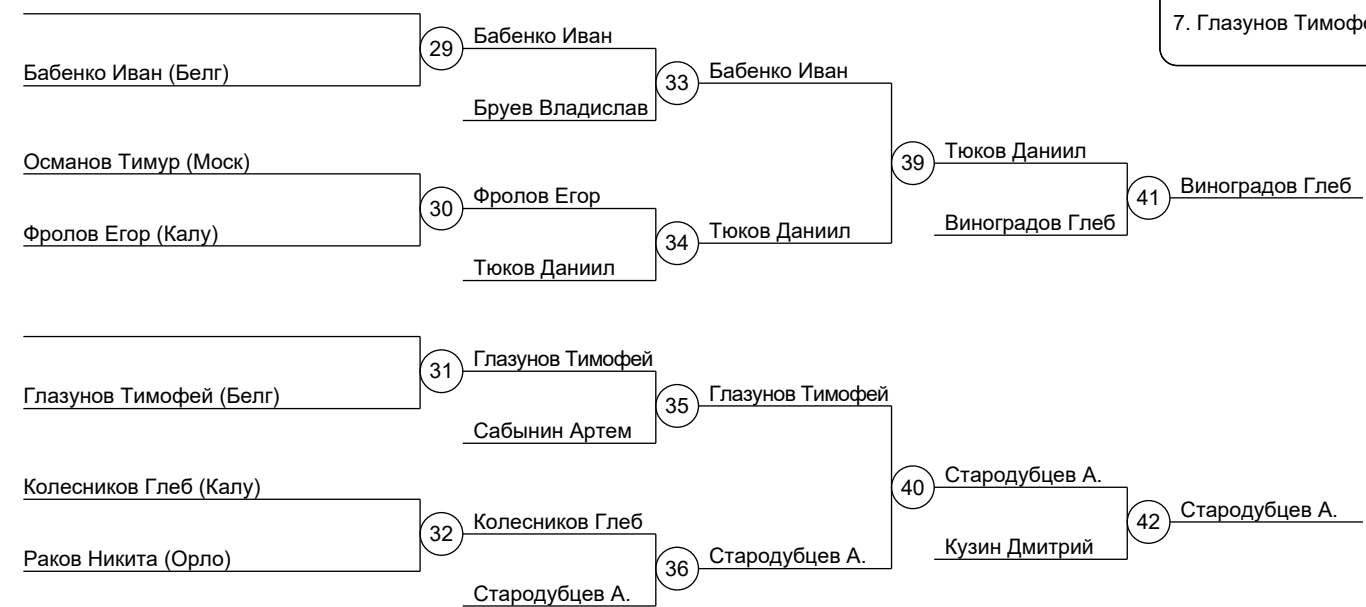 7. Глазунов Тимофе
29
Бабенко Иван
Бабенко Иван (Белг)
33
Бабенко Иван
Бруев Владислав
Османов Тимур (Моск)
39
Тюков Даниил
30
Фролов Егор
41
Виноградов Глеб
Фролов Егор (Калу)
34
Тюков Даниил
Виноградов Глеб
Тюков Даниил
31
Глазунов Тимофей
Глазунов Тимофей (Белг)
35
Глазунов Тимофей
Сабынин Артем
Колесников Глеб (Калу)
40
Стародубцев А.
32
Колесников Глеб
42
Стародубцев А.
Раков Никита (Орло)
36
Стародубцев А.
Кузин Дмитрий
Стародубцев А.